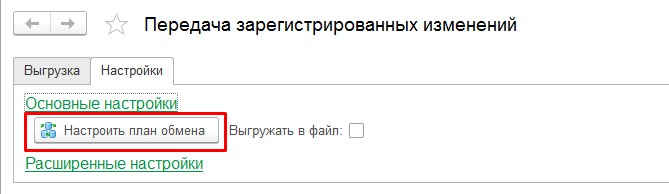 Передача зарегистрированных изменений
Выгрузка Настройки
Основные настройки
Настроить план обмена Выгружать в файл:
Расширенные настройки